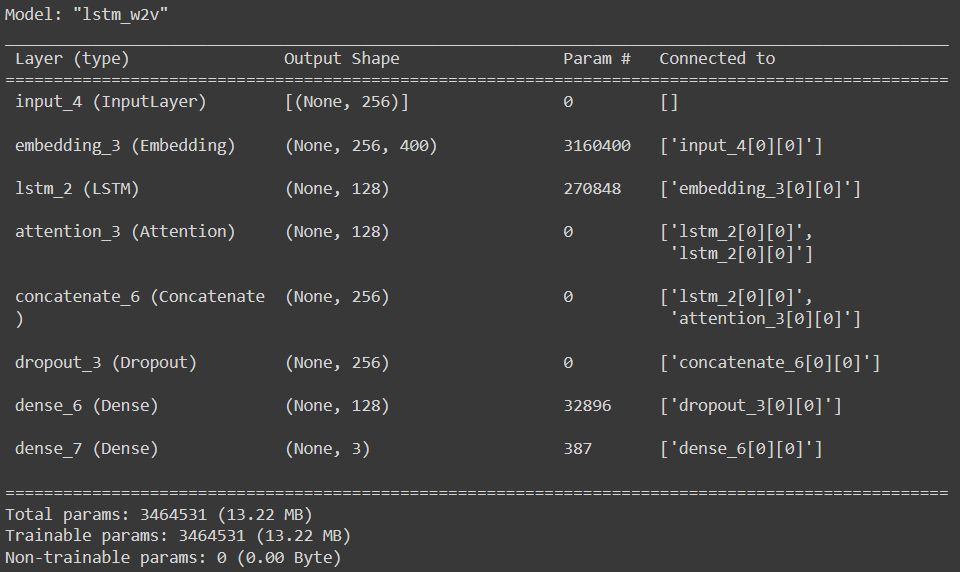 Model: "lstm_w2v"
Layer (type) Output Shape Param # Connected to
input_4 (InputLayer) [(None, 256)] 0 []
embedding_3 (Embedding) (None, 256, 400) 3160400 ['input_4[0][0]']
lstm_2 (LSTM) (None, 128) 270848 ['embedding_3[0][0]']
attention_3 (Attention) (None, 128) 0 ['lstm_2[0][0]',
'lstm_2[0][0]']
concatenate_6 (Concatenate (None, 256) 0 ['lstm_2[0][0]',
) 'attention_3[0][0]']
dropout_3 (Dropout) (None, 256) 0 ['concatenate_6[0][0]']
dense_6 (Dense) (None, 128) 32896 ['dropout_3[0][0]']
dense_7 (Dense) (None, 3) 387 ['dense_6[0][0]']
Total params: 3464531 (13.22 MB)
Trainable params: 3464531 (13.22 MB)
Non-trainable params: 0 (0.00 Byte)